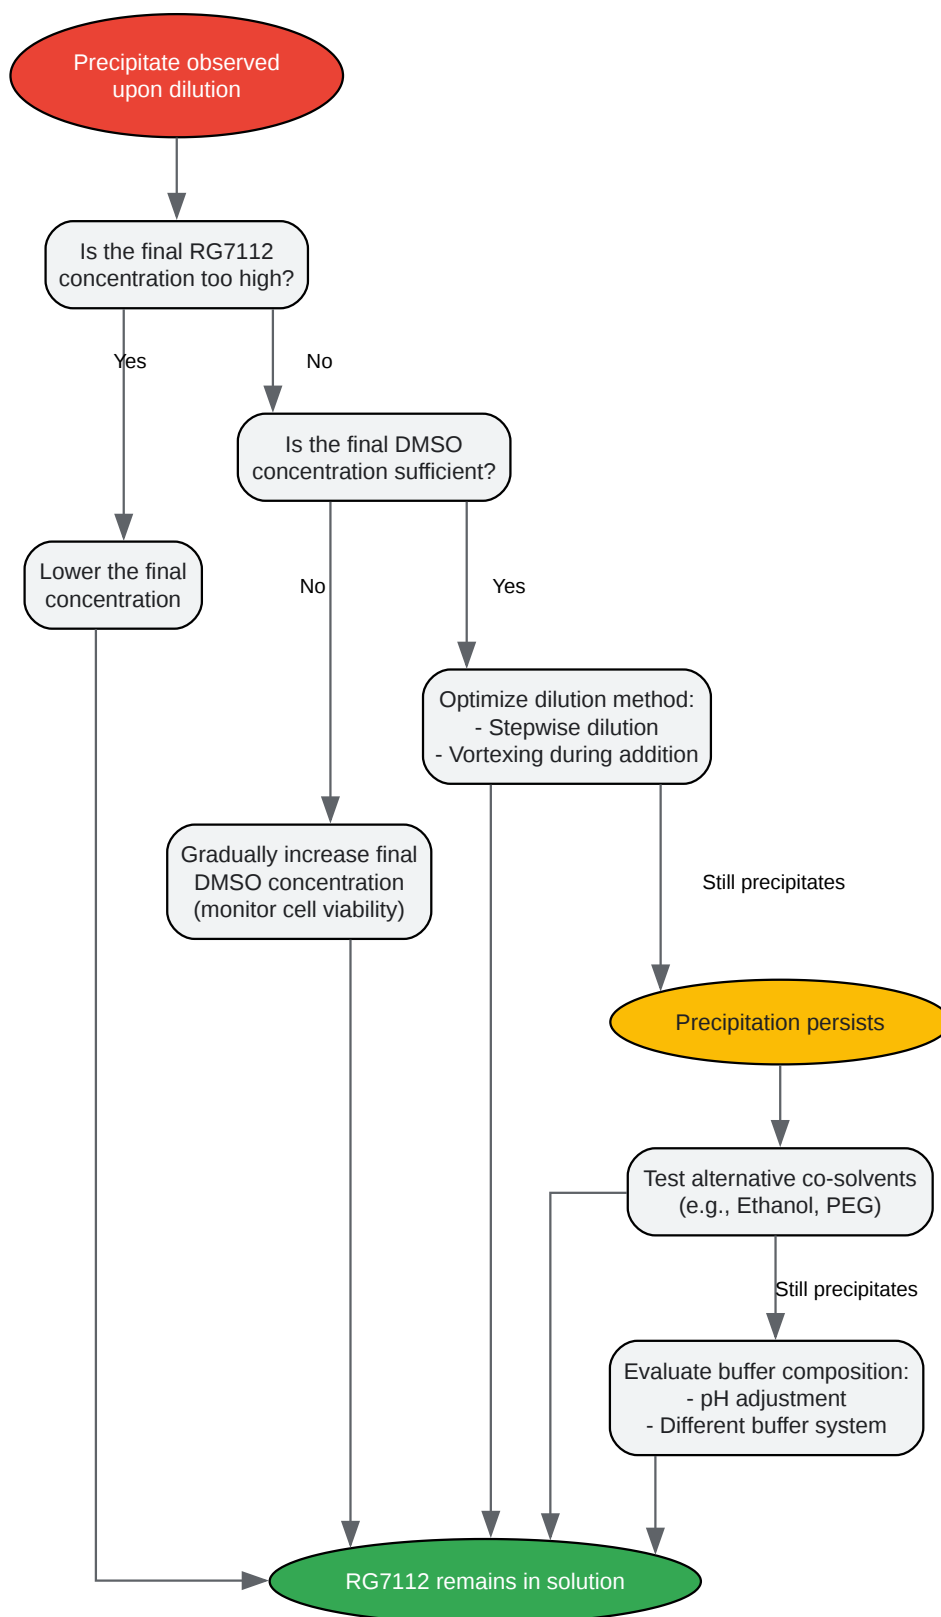 Precipitate observed
upon dilution
Is the final RG7112
concentration too high?
Yes
No
Is the final DMSO
concentration sufficient?
Lower the final
concentration
No
Yes
Optimize dilution method:
- Stepwise dilution
- Vortexing during addition
Gradually increase final
DMSO concentration
(monitor cell viability)
Still precipitates
Precipitation persists
Test alternative co-solvents
(e.g., Ethanol, PEG)
Still precipitates
Evaluate buffer composition:
- pH adjustment
- Different buffer system
RG7112 remains in solution